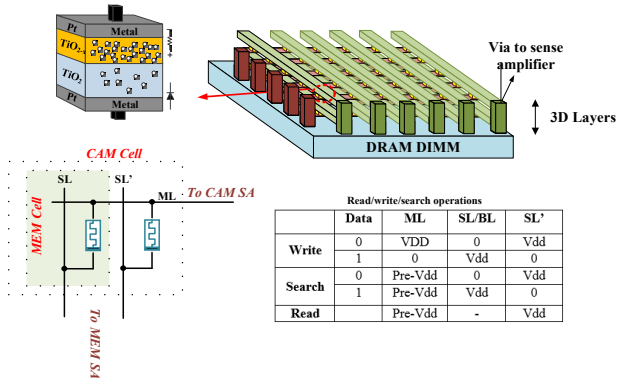 Pt
Metal
TiO2-x
TiO2
Pt
Metal
Via to sense
amplifier
3D Layers
DRAM DIMM
CAM Cell
SL
SL'
ML
To CAM SA
MEM Cell
To MEM SA
Read/write/search operations
Data ML SL/BL SL'
Write 0 VDD 0 Vdd
1 0 Vdd 0
Search 0 Pre-Vdd 0 Vdd
1 Pre-Vdd Vdd 0
Read Pre-Vdd - Vdd